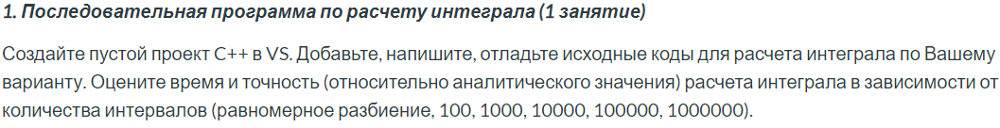 1. Последовательная программа по расчету интеграла (1 занятие)
Создайте пустой проект C++ в VS. Добавьте, напишите, отладьте исходные коды для расчета интеграла по Вашему
варианту. Оцените время и точность (относительно аналитического значения) расчета интеграла в зависимости от
количества интервалов (равномерное разбиение, 100, 1000, 10000, 100000, 1000000).